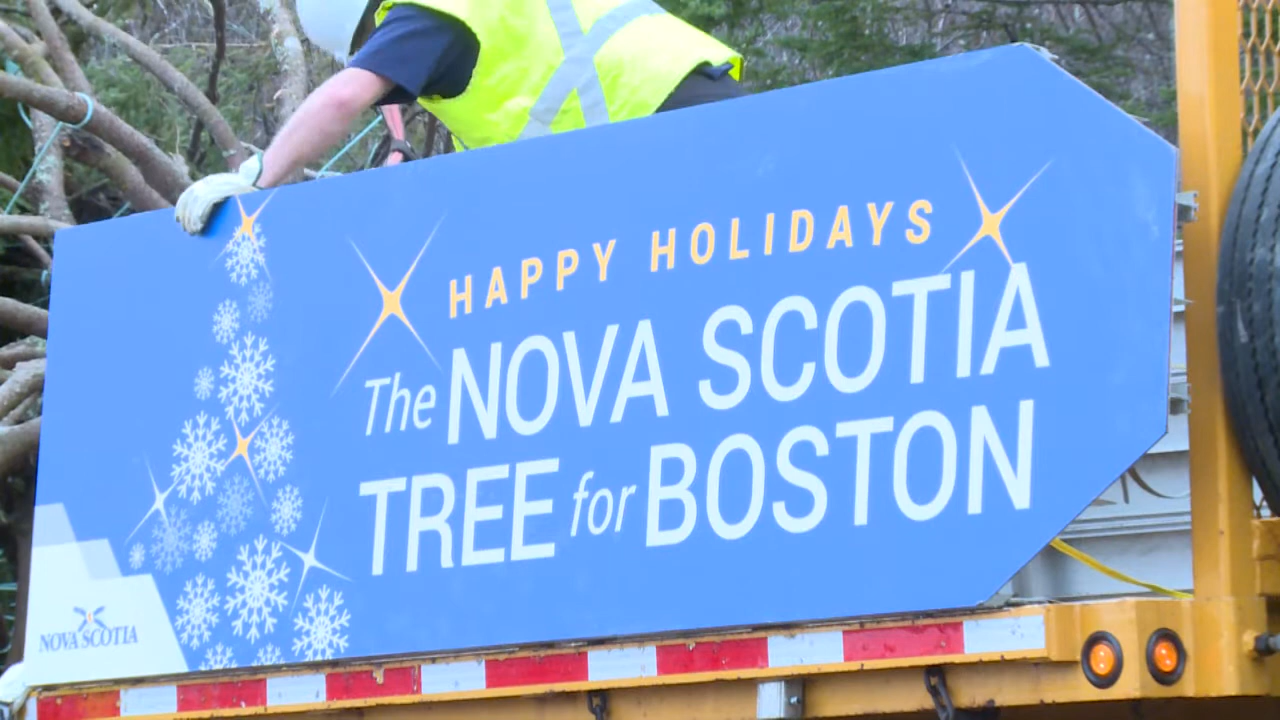 HAPPY HOLIDAYS
The NOVA SCOTIA
TREE for BOSTON
NOVA SCOTIA